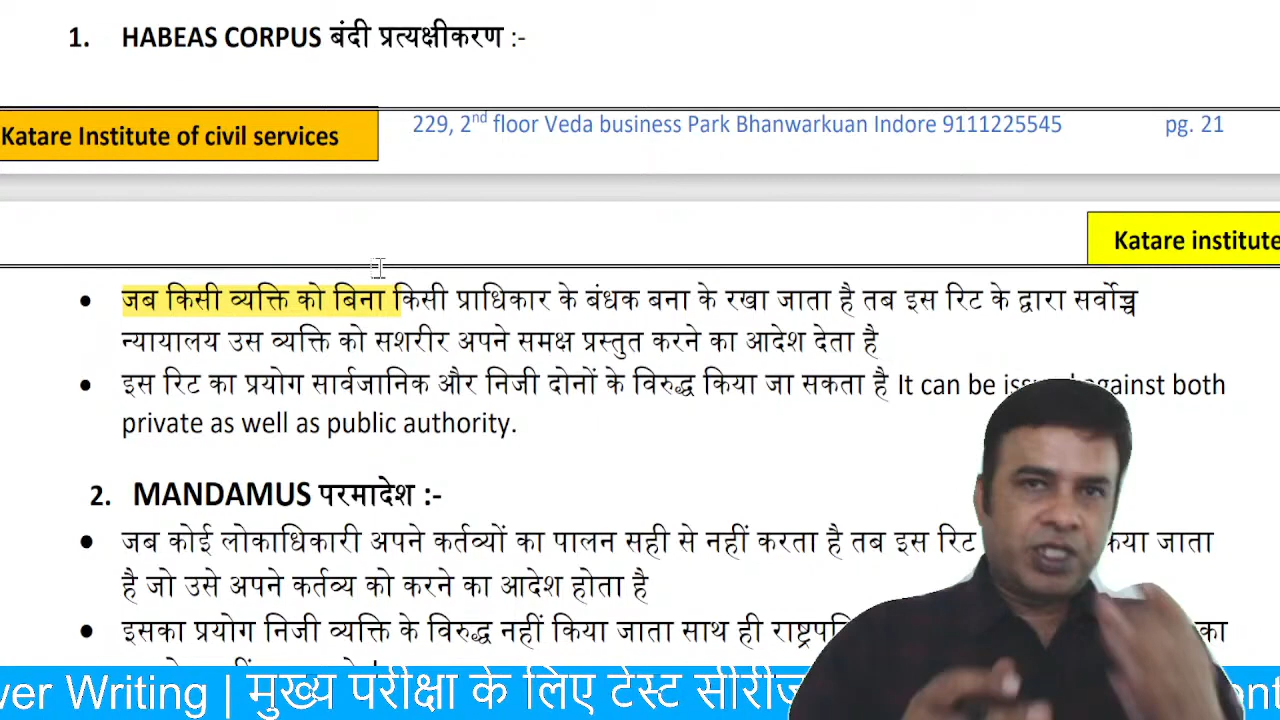 1. HABEAS CORPUS बंदी प्रत्यक्षीकरण :-
Katare Institute of civil services
229, 2nd floor Veda business Park Bhanwarkuan Indore 9111225545 pg. 21
Katare institute
• जब किसी व्यक्ति को बिना किसी प्राधिकार के बंधक बना के रखा जाता है तब इस रिट के द्वारा सर्वोच्च
न्यायालय उस व्यक्ति को सशरीर अपने समक्ष प्रस्तुत करने का आदेश देता है
• इस रिट का प्रयोग सार्वजानिक और निजी दोनों के विरुद्ध किया जा सकता है It can be against both
private as well as public authority.
2. MANDAMUS परमादेश :-
• जब कोई लोकाधिकारी अपने कर्तव्यों का पालन सही से नहीं करता है तब इस रिट जाता
है जो उसे अपने कर्तव्य को करने का आदेश होता है
• इसका प्रयोग निजी व्यक्ति के विरुद्ध नहीं किया जाता साथ ही
Writing | मुख्य परीक्षा के लिए टेस्ट सीरीज